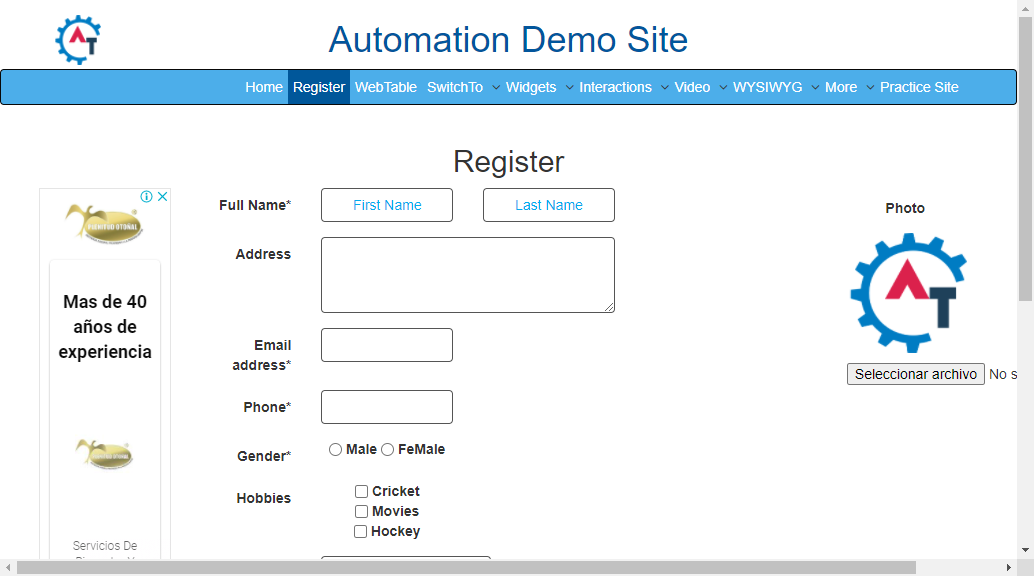 Automation Demo Site
Home Register WebTable SwitchTo Widgets Interactions Video WYSIWYG More Practice Site
Register
Full Name* First Name Last Name
Photo
Address
Mas de 40
años de
experiencia
Email
address*
Seleccionar archivo No s
Phone*
Gender* Male FeMale
Hobbies Cricket
Movies
Hockey
Servicios De